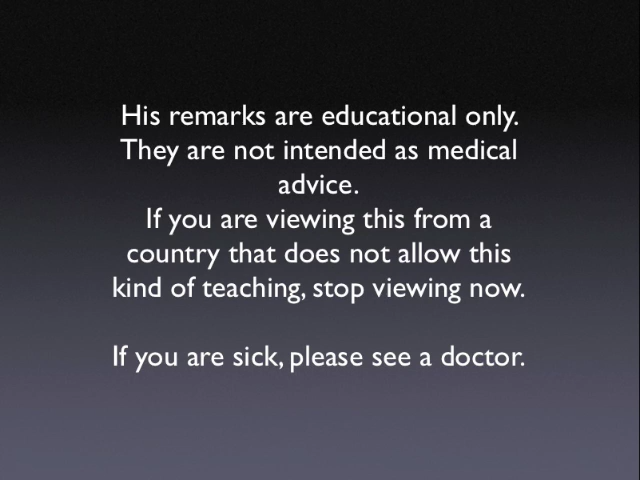 His remarks are educational only.
They are not intended as medical
advice.
If you are viewing this from a
country that does not allow this
kind of teaching, stop viewing now.
If you are sick, please see a doctor.